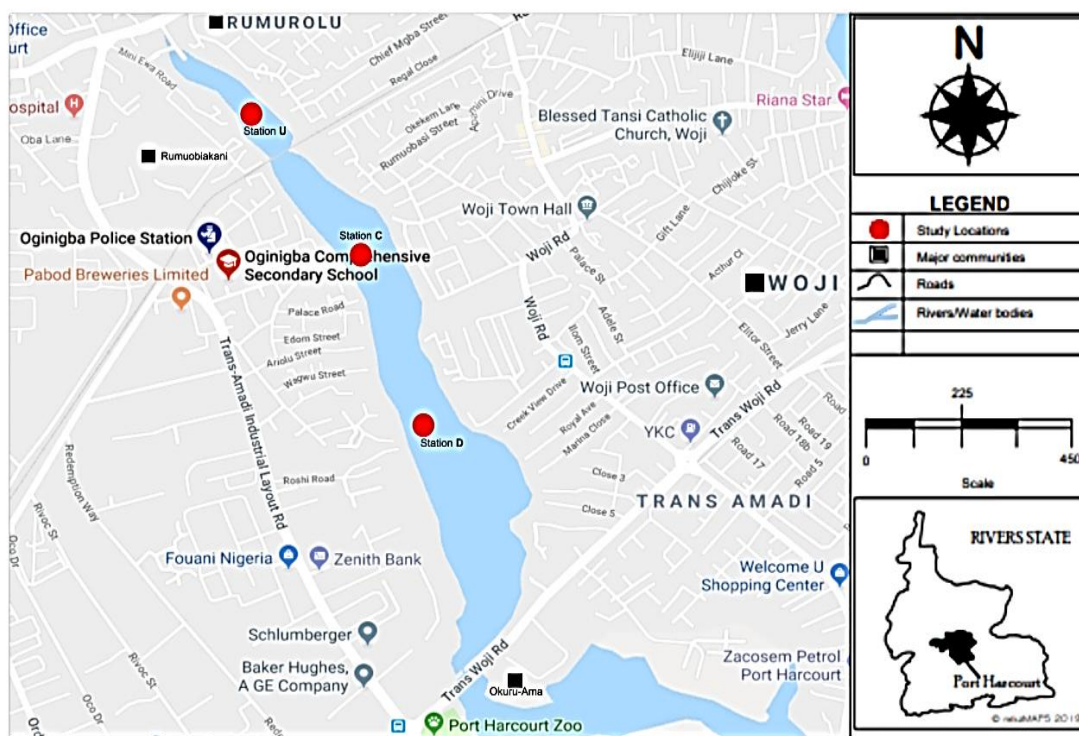 Office
urt
RUMUROLU
Mini Ewa Road
Chief Mgba Street
Regal Close
Elijiji Lane
ospital
Oba Lane
Station U
Okekem Lane
Rumuobasi Street
Apamini Drive
Riana Star
Blessed Tansi Catholic
Church, Woji
Rumuobiakani
Chijioke St.
Woji Town Hall
Gift Lane
Oginigba Police Station
Station C
Oginigba Comprehensive
Secondary School
Woji Rd
Palace St
Arthur Cl
Pabod Breweries Limited
WOJI
Palace Road
Edom Street
Ariolu Street
Wagwu Street
Woji Rd
Adele St
Ibom Street
Elitor Street
Jerry Lane
Trans-Amadi Industrial Layout Rd
Woji Post Office
Creek View Drive
Royal Ave
Marina Close
Trans Woji Rd
Road
Station D
YKC
Road 19
Road 18b
Road 17
Road 5
Redemption Way
Close 3
Roshi Road
TRANS AMADI
Close 5
Rivoc St
Oco Dr
Fouani Nigeria
Zenith Bank
Welcome U
Shopping Center
Schlumberger
Trans Woji Rd
Baker Hughes,
A GE Company
Zacosem Petrol
Port Harcourt
Okuru-Ama
Rivoc St
Oco Dr
Port Harcourt Zoo
N
LEGEND
Study Locations
Major communities
Roads
Rivers/Water bodies
225
0
450
Scale
RIVERS STATE
Port Harcourt